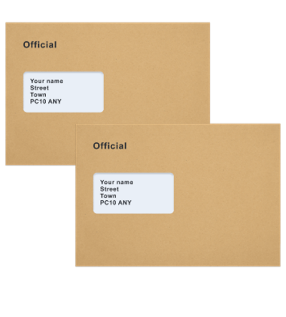 Official
Your name
Street
Town
PC10 ANY
Official
Your name
Street
Town
PC10 ANY